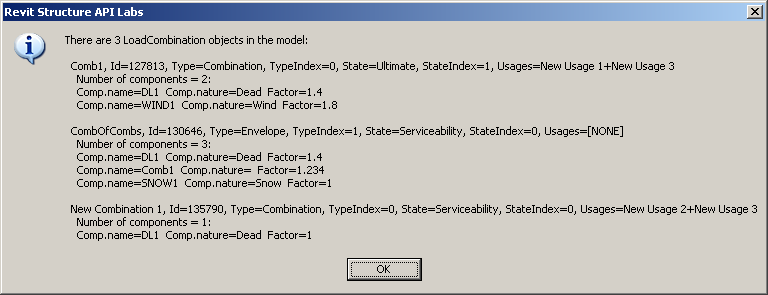 Revit Structure API Labs
There are 3 LoadCombination objects in the model:
Comb1, Id=127813, Type=Combination, TypeIndex=0, State=Ultimate, StateIndex=1, Usages=New Usage 1+New Usage 3
Number of components = 2:
Comp.name=DL1 Comp.nature=Dead Factor=1.4
Comp.name=WIND1 Comp.nature=Wind Factor=1.8
CombOfCombs, Id=130646, Type=Envelope, TypeIndex=1, State=Serviceability, StateIndex=0, Usages=[NONE]
Number of components = 3:
Comp.name=DL1 Comp.nature=Dead Factor=1.4
Comp.name=Comb1 Comp.nature= Factor=1.234
Comp.name=SNOW1 Comp.nature=Snow Factor=1
New Combination 1, Id=135790, Type=Combination, TypeIndex=0, State=Serviceability, StateIndex=0, Usages=New Usage 2+New Usage 3
Number of components = 1:
Comp.name=DL1 Comp.nature=Dead Factor=1
OK